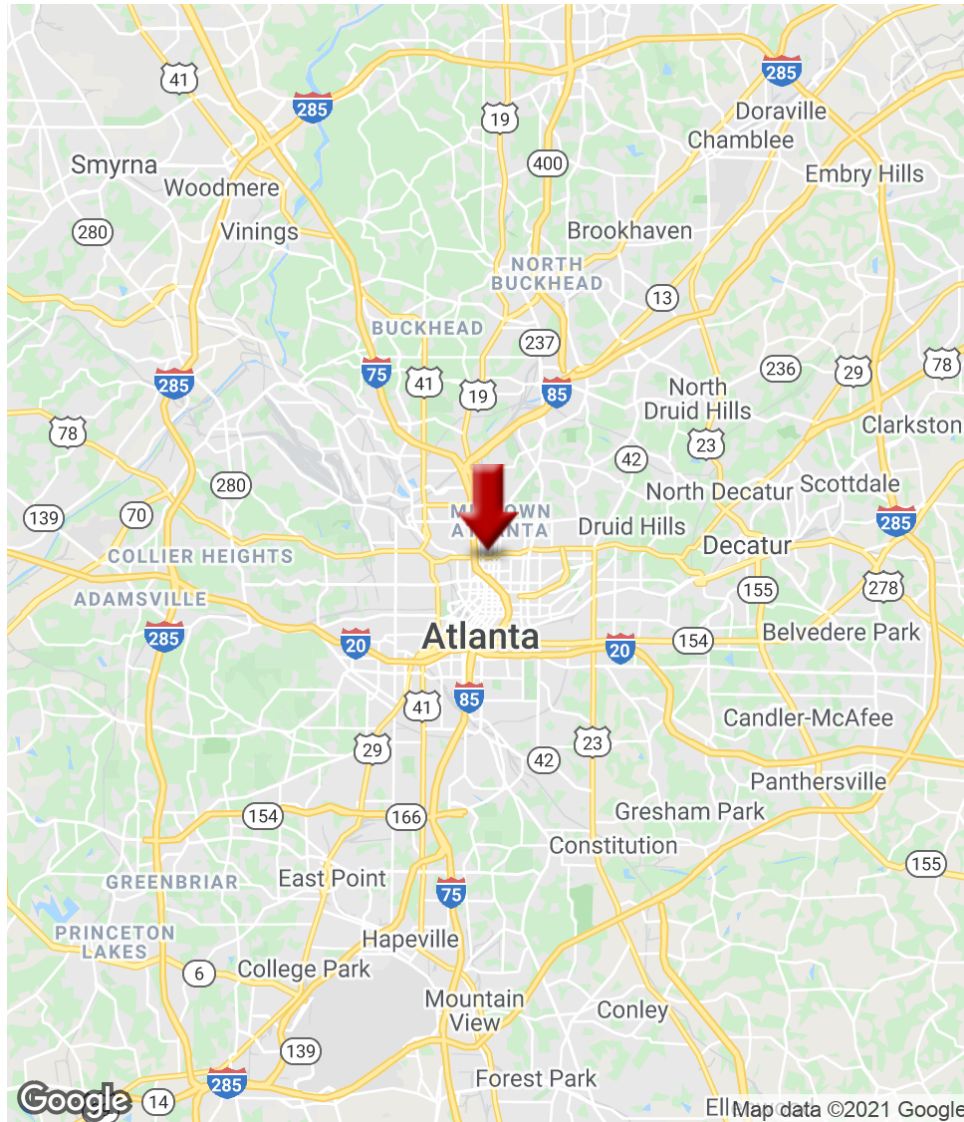 41
285
285
19
Doraville
Chamblee
400
Smyrna
Woodmere
Embry Hills
280
Vinings
Brookhaven
NORTH
BUCKHEAD
13
BUCKHEAD
237
75
285
41
19
85
236
29
78
North
Druid Hills
78
Clarkston
23
42
280
North Decatur
Scottdale
139
70
MIDTOWN
ATLANTA
Druid Hills
285
COLLIER HEIGHTS
Decatur
ADAMSVILLE
155
278
285
20
Atlanta
20
154
Belvedere Park
85
41
29
23
Candler-McAfee
42
Panthersville
154
166
Gresham Park
Constitution
155
GREENBRIAR
East Point
75
PRINCETON
LAKES
Hapeville
6
College Park
Mountain
View
Conley
139
285
Forest Park
14
Google
Map data ©2021 Google